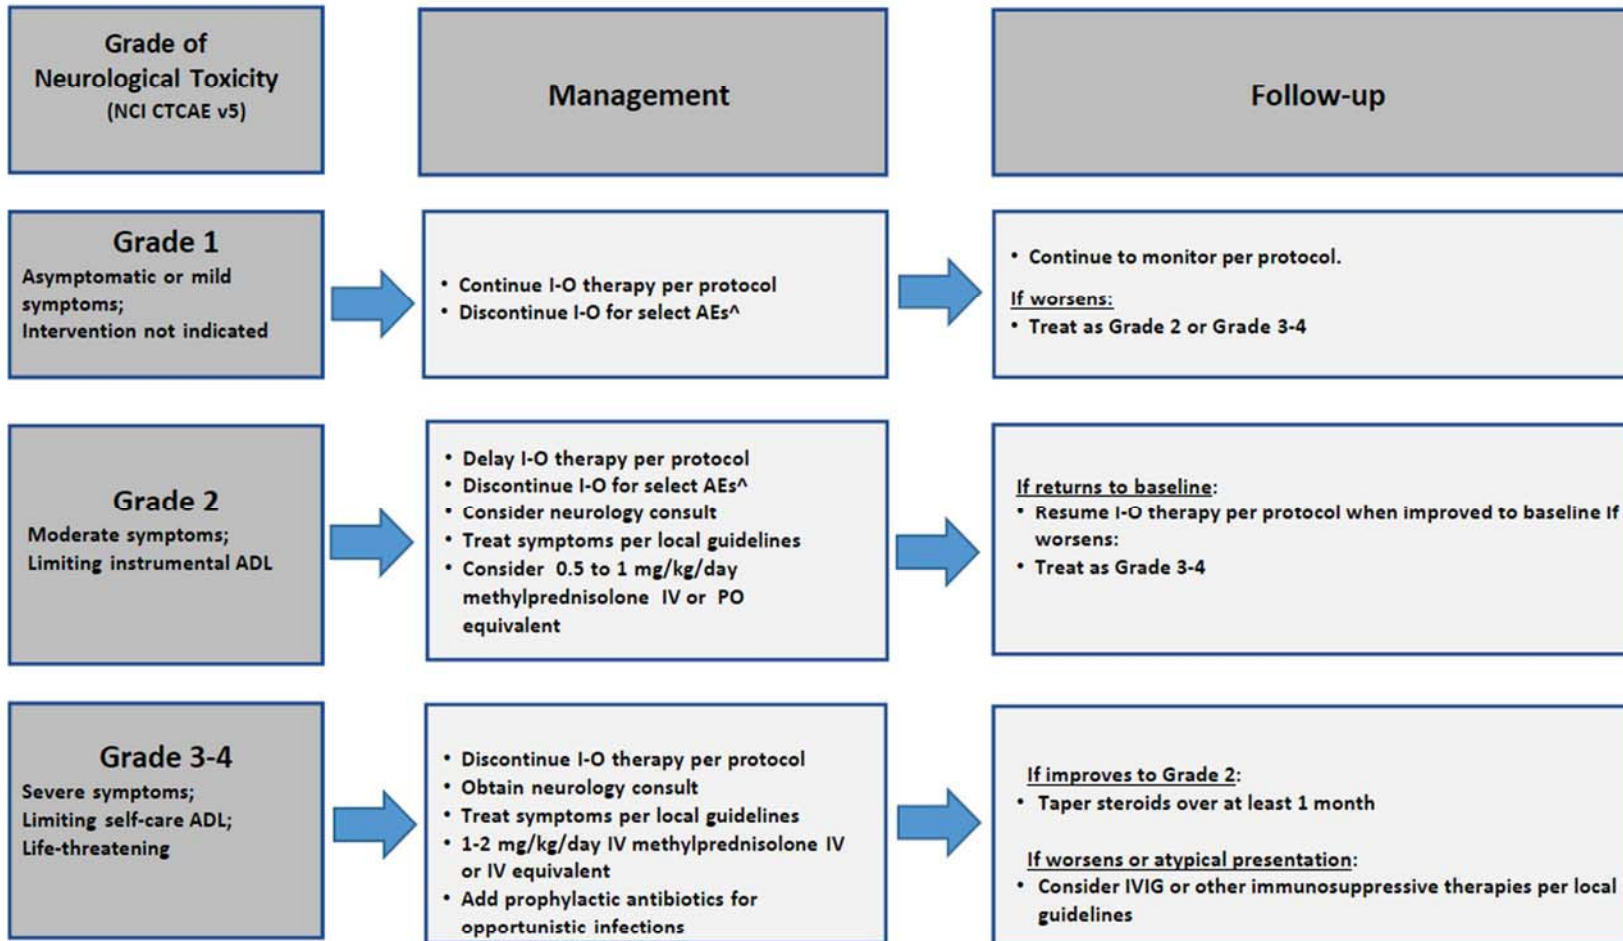 Grade of
Neurological Toxicity
(NCI CTCAE v5)
Management
Follow-up
Grade 1
Asymptomatic or mild
symptoms;
Intervention not indicated
• Continue I-O therapy per protocol
• Discontinue I-O for select AEs^
• Continue to monitor per protocol.
If worsens:
• Treat as Grade 2 or Grade 3-4
Grade 2
Moderate symptoms;
Limiting instrumental ADL
• Delay I-O therapy per protocol
• Discontinue I-O for select AEs^
• Consider neurology consult
• Treat symptoms per local guidelines
• Consider 0.5 to 1 mg/kg/day
methylprednisolone IV or PO
equivalent
If returns to baseline:
• Resume I-O therapy per protocol when improved to baseline If
worsens:
• Treat as Grade 3-4
Grade 3-4
Severe symptoms;
Limiting self-care ADL;
Life-threatening
• Discontinue I-O therapy per protocol
• Obtain neurology consult
• Treat symptoms per local guidelines
• 1-2 mg/kg/day IV methylprednisolone IV
or IV equivalent
• Add prophylactic antibiotics for
opportunistic infections
If improves to Grade 2:
• Taper steroids over at least 1 month
If worsens or atypical presentation:
• Consider IVIG or other immunosuppressive therapies per local
guidelines